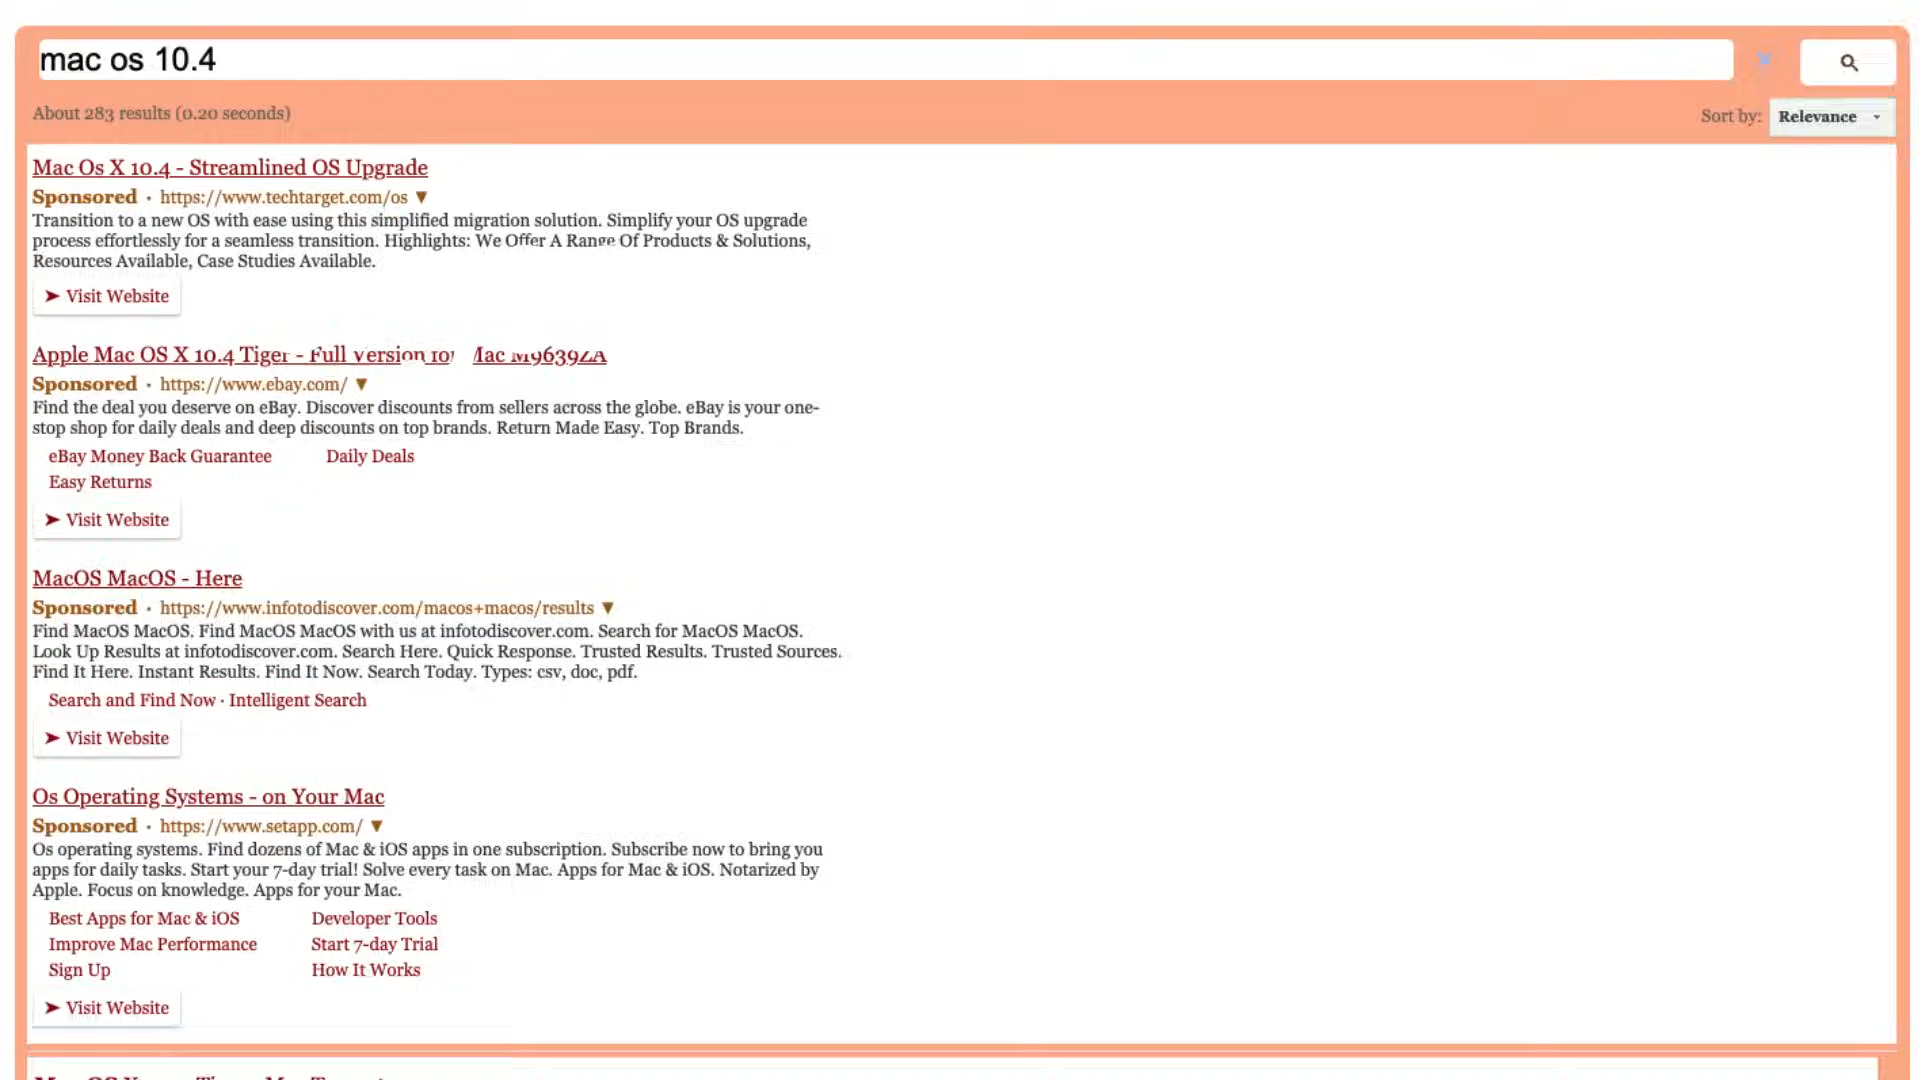 mac os 10.4
About 283 results (0.20 seconds)
Sort by: Relevance
Mac Os X 10.4 - Streamlined OS Upgrade
Sponsored · https://www.techtarget.com/os ▼
Transition to a new OS with ease using this simplified migration solution. Simplify your OS upgrade
process effortlessly for a seamless transition. Highlights: We Offer A Range Of Products & Solutions,
Resources Available, Case Studies Available.
➤ Visit Website
Apple Mac OS X 10.4 Tiger - Full Version for Mac M9639ZA
Sponsored · https://www.ebay.com/ ▼
Find the deal you deserve on eBay. Discover discounts from sellers across the globe. eBay is your one-
stop shop for daily deals and deep discounts on top brands. Return Made Easy. Top Brands.
eBay Money Back Guarantee Daily Deals
Easy Returns
➤ Visit Website
MacOS MacOS - Here
Sponsored · https://www.infotodiscover.com/macos+macos/results ▼
Find MacOS MacOS. Find MacOS MacOS with us at infotodiscover.com. Search for MacOS MacOS.
Look Up Results at infotodiscover.com. Search Here. Quick Response. Trusted Results. Trusted Sources.
Find It Here. Instant Results. Find It Now. Search Today. Types: csv, doc, pdf.
Search and Find Now · Intelligent Search
➤ Visit Website
Os Operating Systems - on Your Mac
Sponsored · https://www.setapp.com/ ▼
Os operating systems. Find dozens of Mac & iOS apps in one subscription. Subscribe now to bring you
apps for daily tasks. Start your 7-day trial! Solve every task on Mac. Apps for Mac & iOS. Notarized by
Apple. Focus on knowledge. Apps for your Mac.
Best Apps for Mac & iOS Developer Tools
Improve Mac Performance Start 7-day Trial
Sign Up How It Works
➤ Visit Website